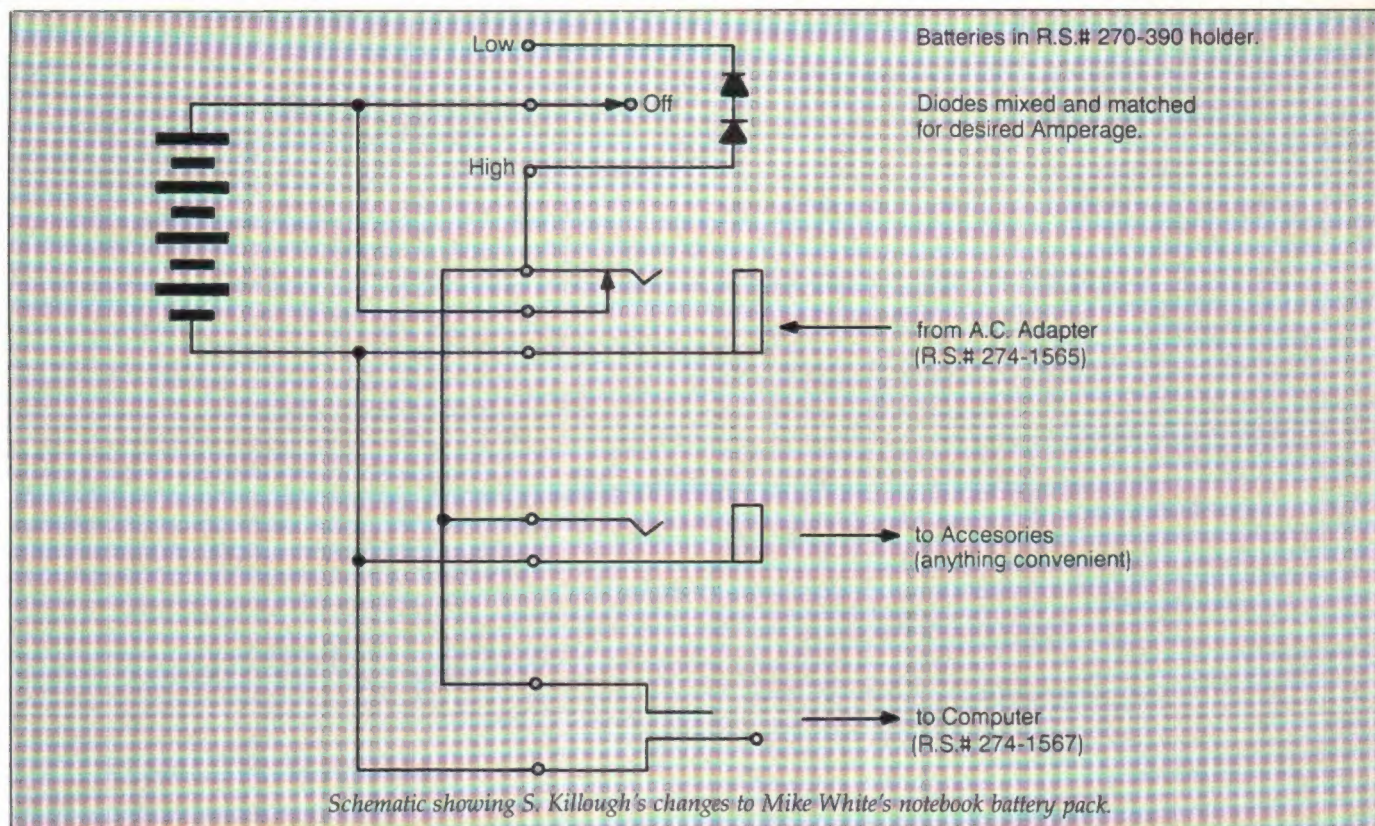 Low
Batteries in R.S.# 270-390 holder.
Off
Diodes mixed and matched
for desired Amperage.
High
from A.C. Adapter
(R.S.# 274-1565)
to Accesories
(anything convenient)
to Computer
(R.S.# 274-1567)
Schematic showing S. Killough's changes to Mike White's notebook battery pack.